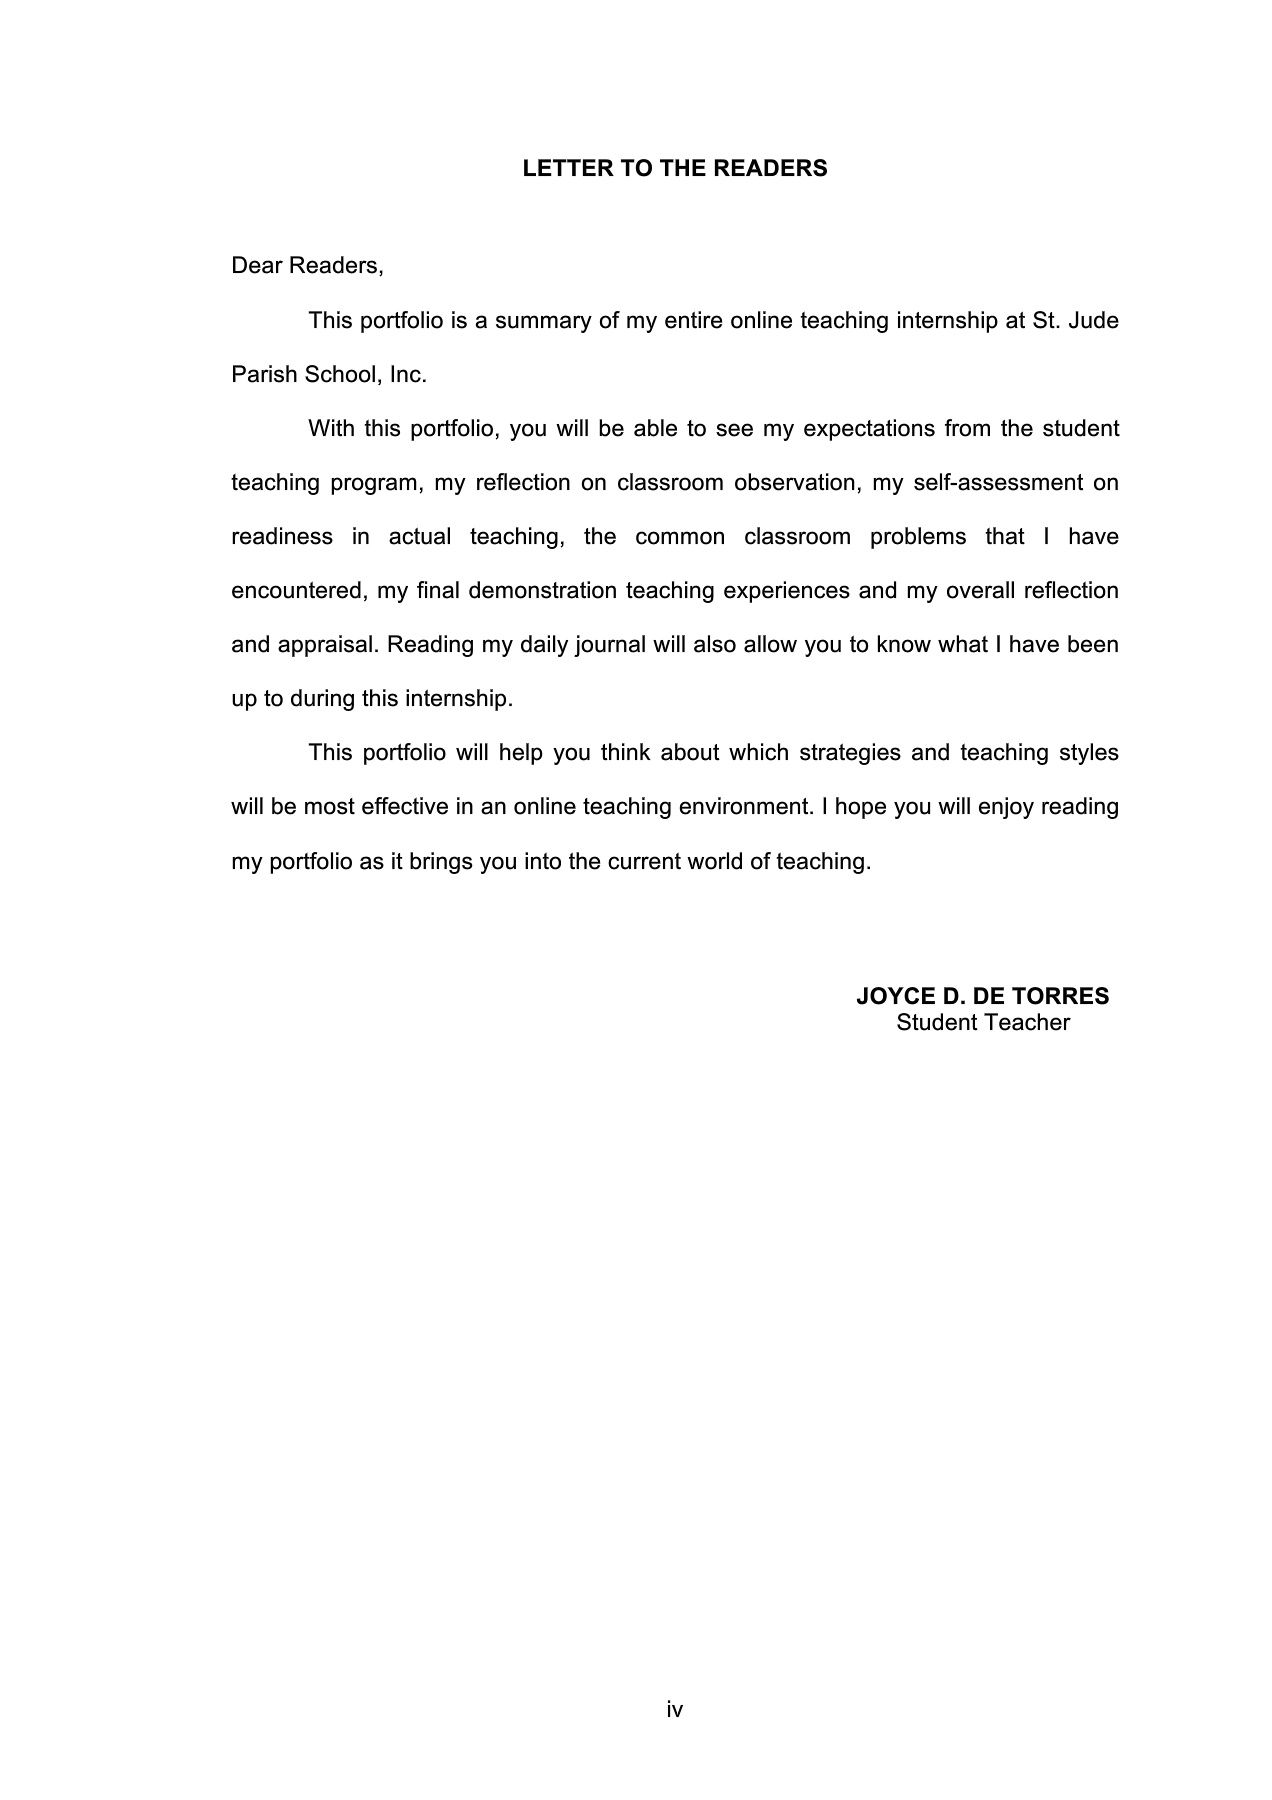 LETTER TO THE READERS
Dear Readers,
This portfolio is a summary of my entire online teaching internship at St. Jude
Parish School, Inc.
With this portfolio, you will be able to see my expectations from the student
teaching program, my reflection on classroom observation, my self-assessment on
readiness in actual teaching, the common classroom problems that I have
encountered, my final demonstration teaching experiences and my overall reflection
and appraisal. Reading my daily journal will also allow you to know what I have been
up to during this internship.
This portfolio will help you think about which strategies and teaching styles
will be most effective in an online teaching environment. I hope you will enjoy reading
my portfolio as it brings you into the current world of teaching.
JOYCE D. DE TORRES
Student Teacher
iv